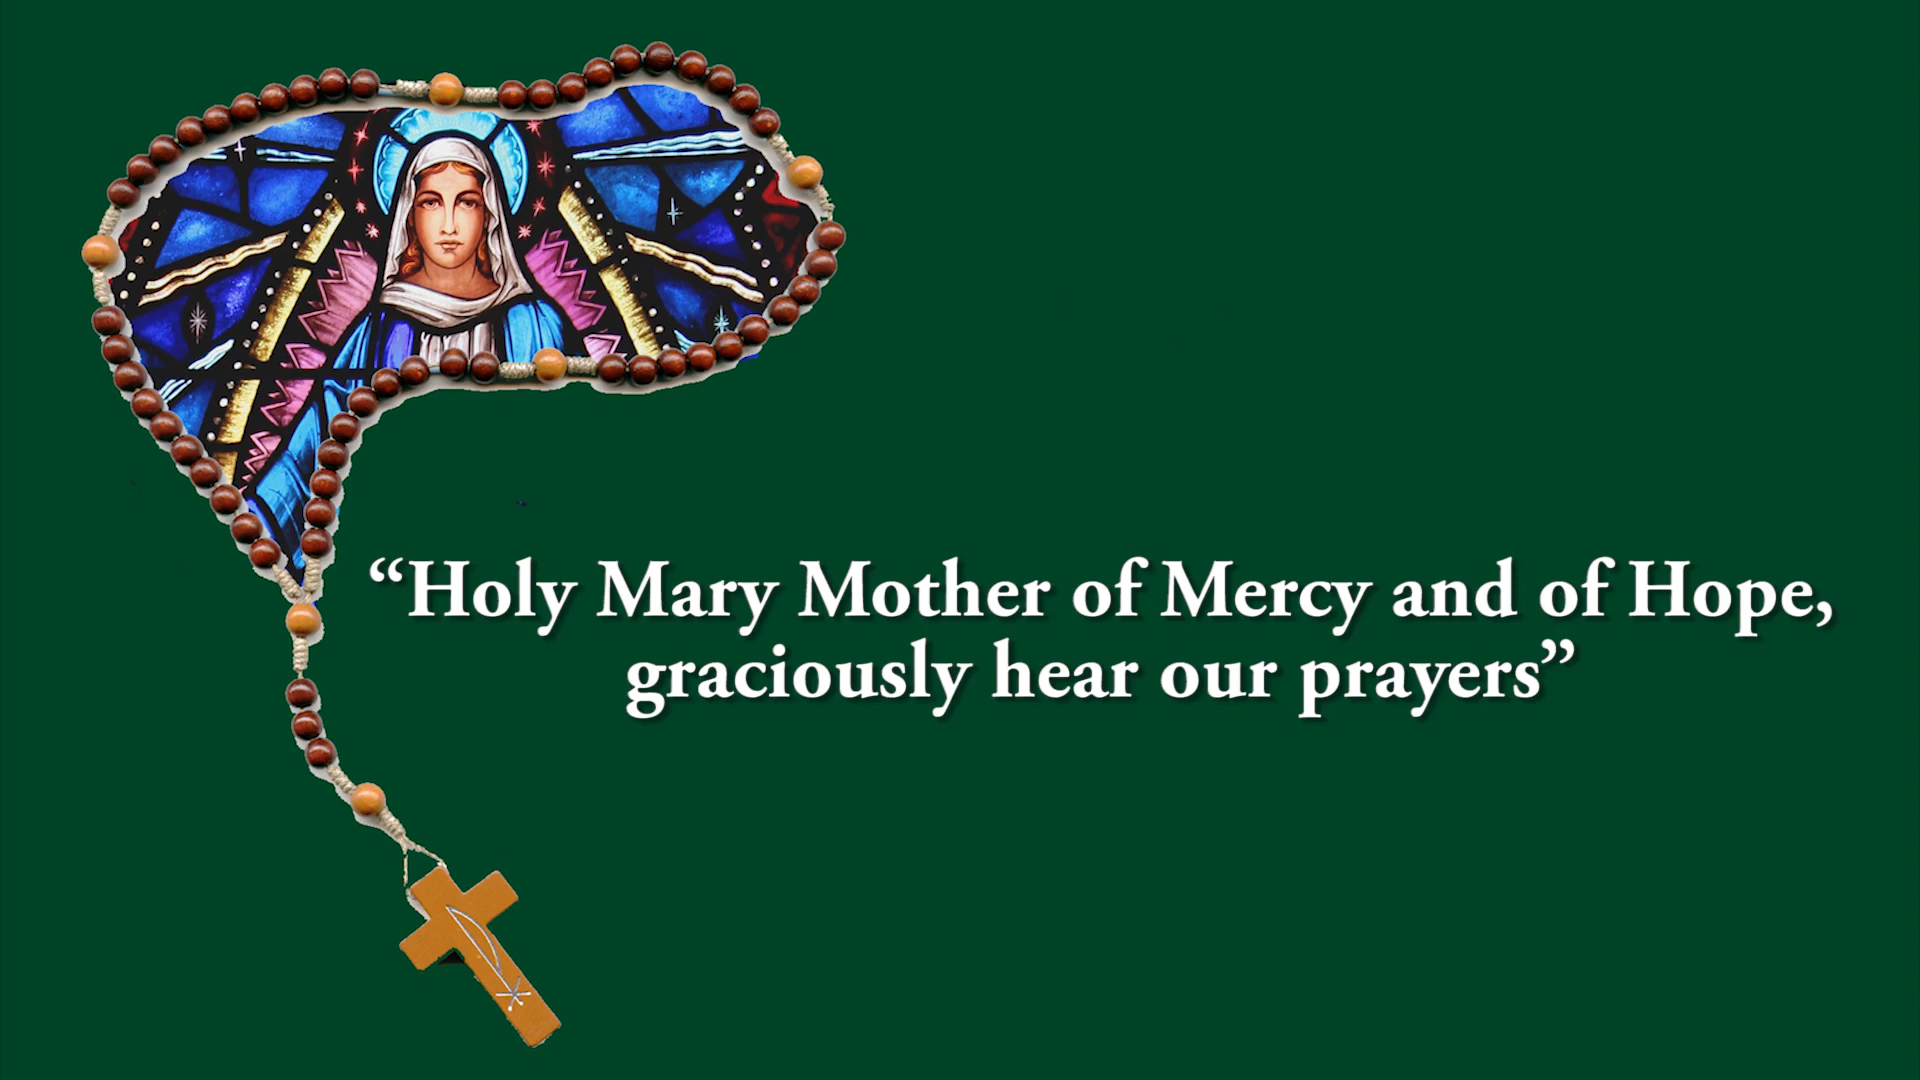 “Holy Mary Mother of Mercy and of Hope,
graciously hear our prayers”